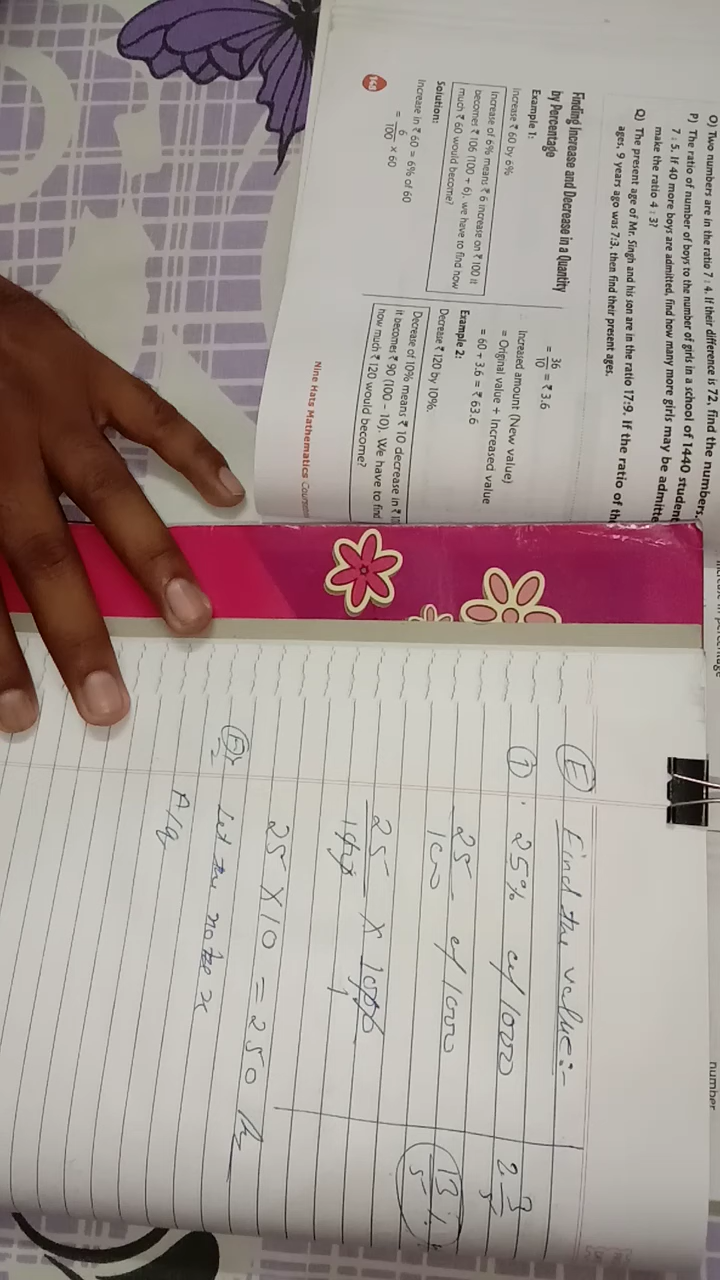 O) Two numbers are in the ratio 7 : 4. If their difference is 72, find the numbers.
P) The ratio of number of boys to the number of girls in a school of 1440 student
7 : 5. If 40 more boys are admitted, find how many more girls may be admitte
make the ratio 4 : 3?
Q) The present age of Mr. Singh and his son are in the ratio 17:9. If the ratio of th
ages, 9 years ago was 7:3, then find their present ages.
Finding Increase and Decrease in a Quantity
by Percentage
Example 1:
Increase ₹ 60 by 6%
Increase of 6% means ₹ 6 increase on ₹ 100 it
becomes ₹ 106 (100 + 6). we have to find how
much ₹ 60 would become?
Solution:
Increase in ₹ 60 = 6% of 60
= 6/100 × 60
148
= 36/10 = ₹ 3.6
Increased amount (New value)
= Original value + Increased value
= 60 + 3.6 = ₹ 63.6
Example 2:
Decrease ₹ 120 by 10%.
Decrease of 10% means ₹ 10 decrease in ₹ 1
it becomes ₹ 90 (100 – 10). We have to find
how much ₹ 120 would become?
Nine Hats Mathematics
number
(E) Find the value :-
(1) 25% of 1000
25/100 of 1000
25/100 × 1000/1
25 × 10 = 250
let the no be x
A/q
2 3/5
13/5